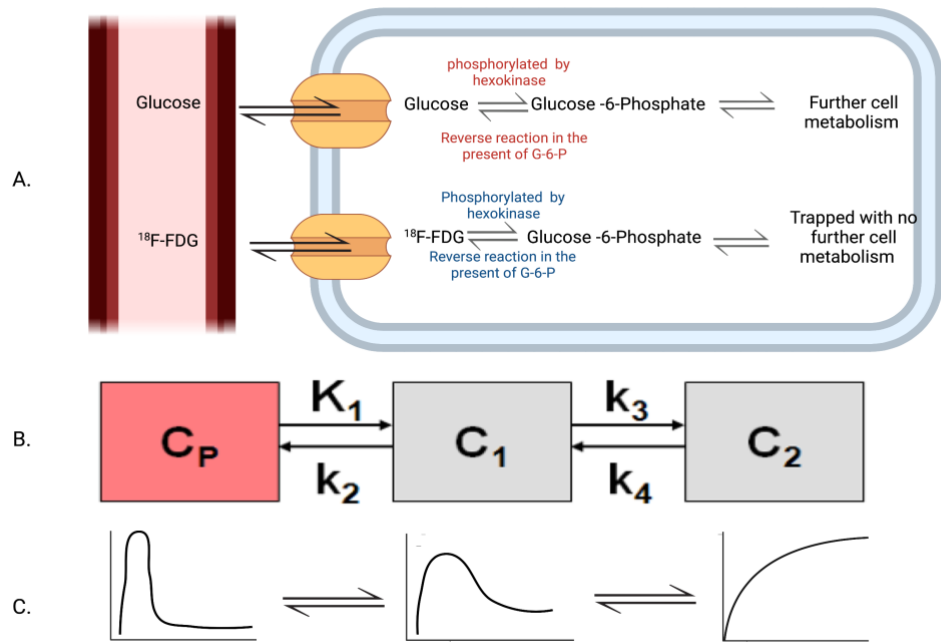 A.
Glucose
phosphorylated by
hexokinase
Glucose
Glucose -6-Phosphate
Reverse reaction in the
present of G-6-P
Further cell
metabolism
¹⁸F-FDG
Phosphorylated by
hexokinase
¹⁸F-FDG
Glucose -6-Phosphate
Reverse reaction in the
present of G-6-P
Trapped with no
further cell
metabolism
B.
C_P
K₁
k₂
C₁
k₃
k₄
C₂
C.